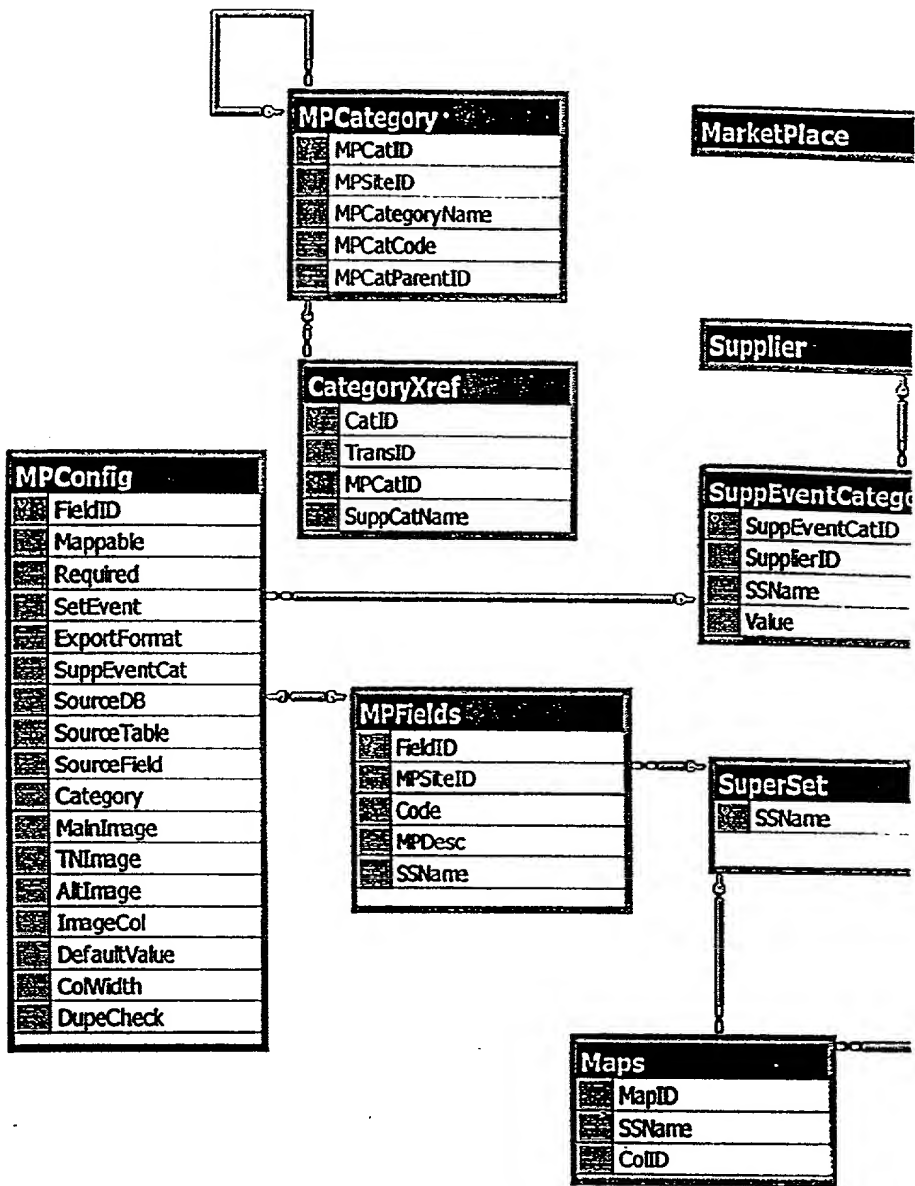 MPCategory
MPCatID
MPSiteID
MPCategoryName
MPCatCode
MPCatParentID
MarketPlace
Supplier
CategoryXref
CatID
TransID
MPCatID
SuppCatName
MPConfig
FieldID
Mappable
Required
SetEvent
ExportFormat
SuppEventCat
SourceDB
SourceTable
SourceField
Category
MainImage
TNImage
AltImage
ImageCol
DefaultValue
ColWidth
DupeCheck
SuppEventCatego
SuppEventCatID
SupplierID
SSName
Value
MPFields
FieldID
MPSiteID
Code
MPDesc
SSName
SuperSet
SSName
Maps
MapID
SSName
ColID